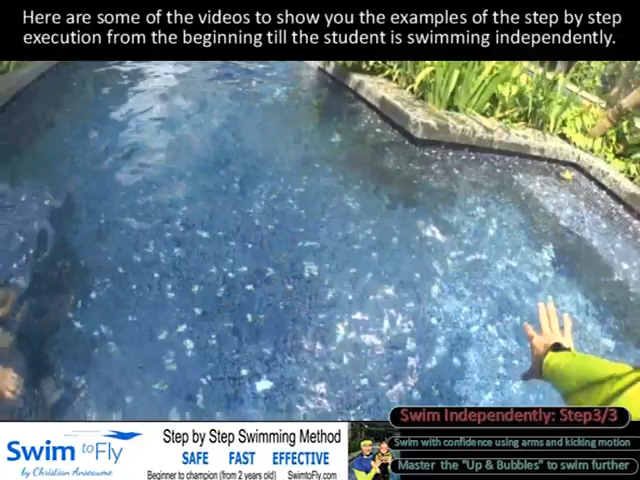 Here are some of the videos to show you the examples of the step by step
execution from the beginning till the student is swimming independently.
Swim Independently: Step3/3
Swim with confidence using arms and kicking motion
Master the "Up & Bubbles" to swim further
Swim to Fly
by Christian Anseaume
Step by Step Swimming Method
SAFE FAST EFFECTIVE
Beginner to champion (from 2 years old) SwimtoFly.com